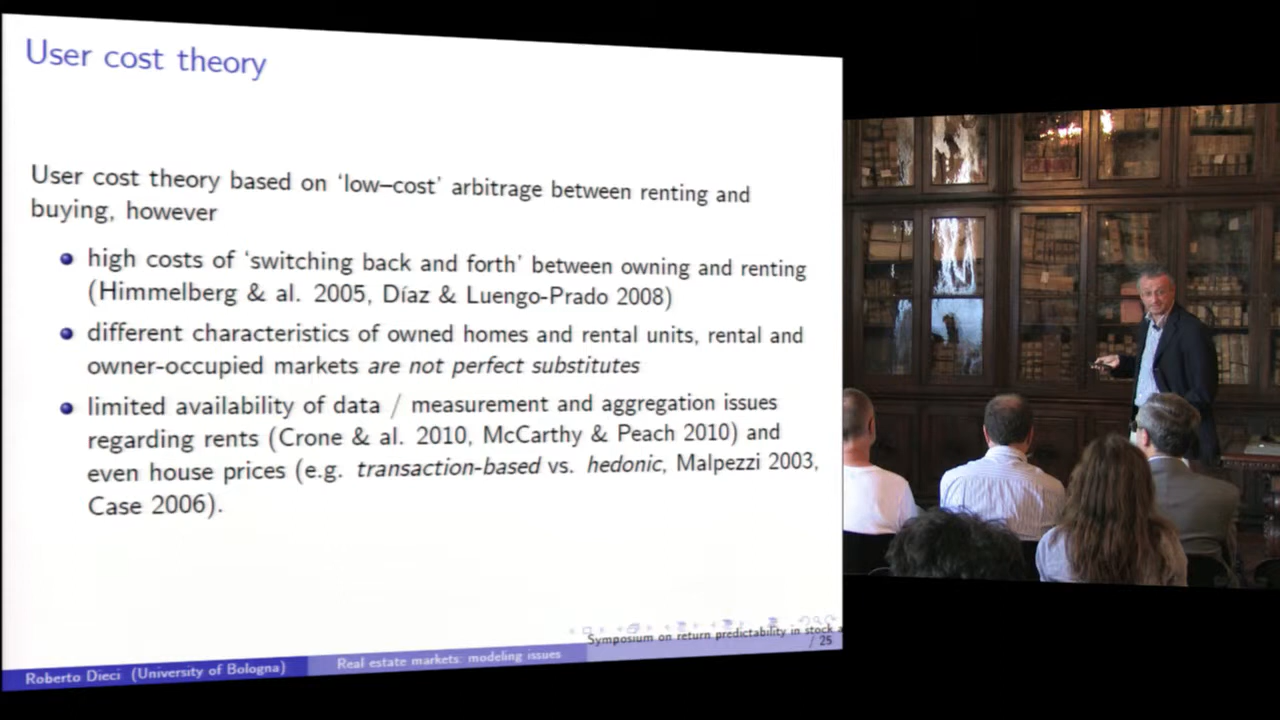 User cost theory
User cost theory based on ‘low–cost’ arbitrage between renting and
buying, however
high costs of ‘switching back and forth’ between owning and renting
(Himmelberg & al. 2005, Díaz & Luengo-Prado 2008)
different characteristics of owned homes and rental units, rental and
owner-occupied markets are not perfect substitutes
limited availability of data / measurement and aggregation issues
regarding rents (Crone & al. 2010, McCarthy & Peach 2010) and
even house prices (e.g. transaction-based vs. hedonic, Malpezzi 2003,
Case 2006).
Symposium on return predictability in stock a
/ 25
Roberto Dieci (University of Bologna)
Real estate markets: modeling issues